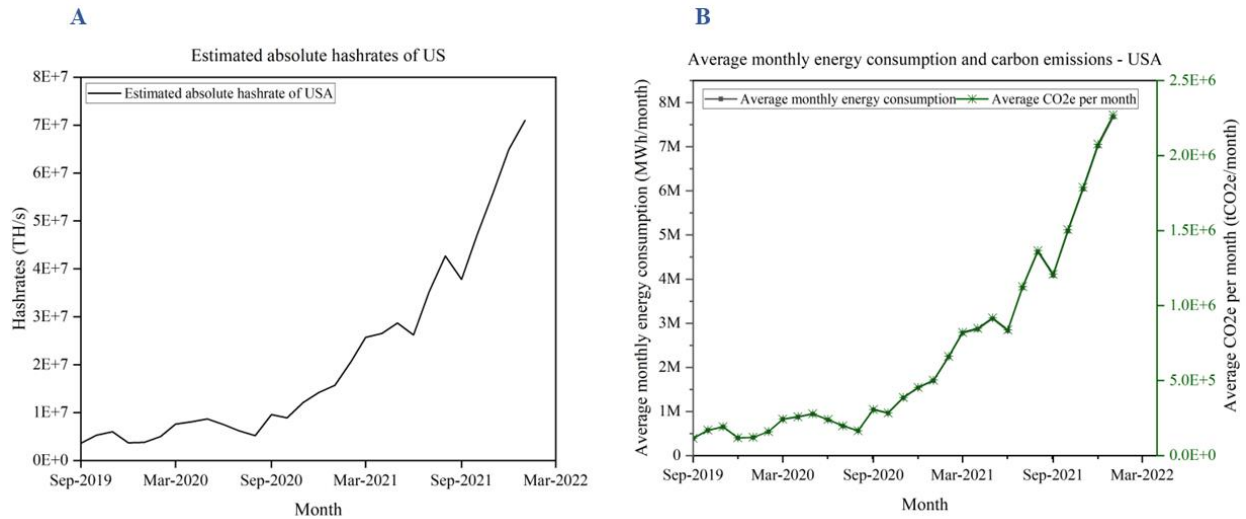 A
Estimated absolute hashrates of US
8E+7
7E+7
6E+7
5E+7
4E+7
3E+7
2E+7
1E+7
0E+0
Hashrates (TH/s)
Estimated absolute hashrate of USA
Sep-2019
Mar-2020
Sep-2020
Mar-2021
Sep-2021
Mar-2022
Month
B
Average monthly energy consumption and carbon emissions - USA
8M
7M
6M
5M
4M
3M
2M
1M
0
Average monthly energy consumption (MWh/month)
Average monthly energy consumption
Average CO2e per month
2.5E+6
2.0E+6
1.5E+6
1.0E+6
5.0E+5
0.0E+0
Average CO2e per month (tCO2e/month)
Sep-2019
Mar-2020
Sep-2020
Mar-2021
Sep-2021
Mar-2022
Month